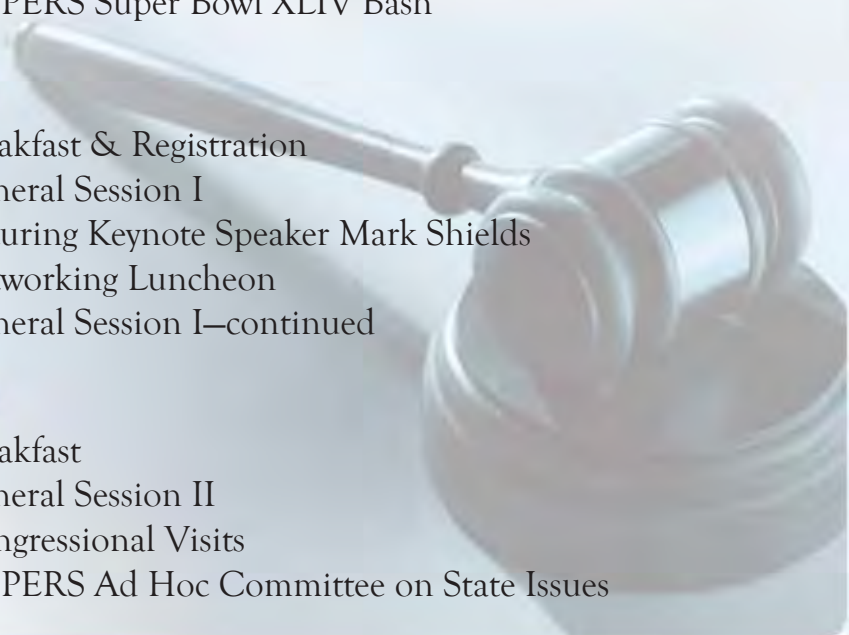 PERS Super Bowl XLIV Bash
akfast & Registration
neral Session I
uring Keynote Speaker Mark Shields
working Luncheon
neral Session I—continued
akfast
neral Session II
ngressional Visits
PERS Ad Hoc Committee on State Issues